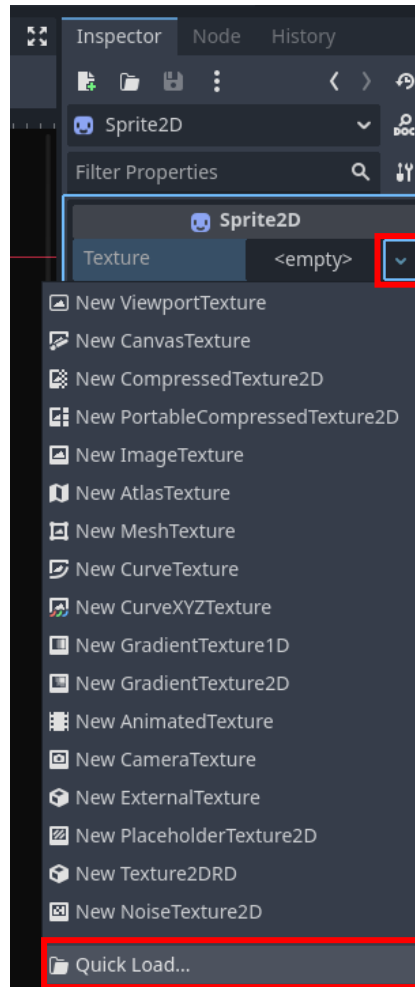 Inspector Node History
Sprite2D
DOC
Filter Properties
Sprite2D
Texture <empty>
New ViewportTexture
New CanvasTexture
New CompressedTexture2D
New PortableCompressedTexture2D
New ImageTexture
New AtlasTexture
New MeshTexture
New CurveTexture
New CurveXYZTexture
New GradientTexture1D
New GradientTexture2D
New AnimatedTexture
New CameraTexture
New ExternalTexture
New PlaceholderTexture2D
New Texture2DRD
New NoiseTexture2D
Quick Load...